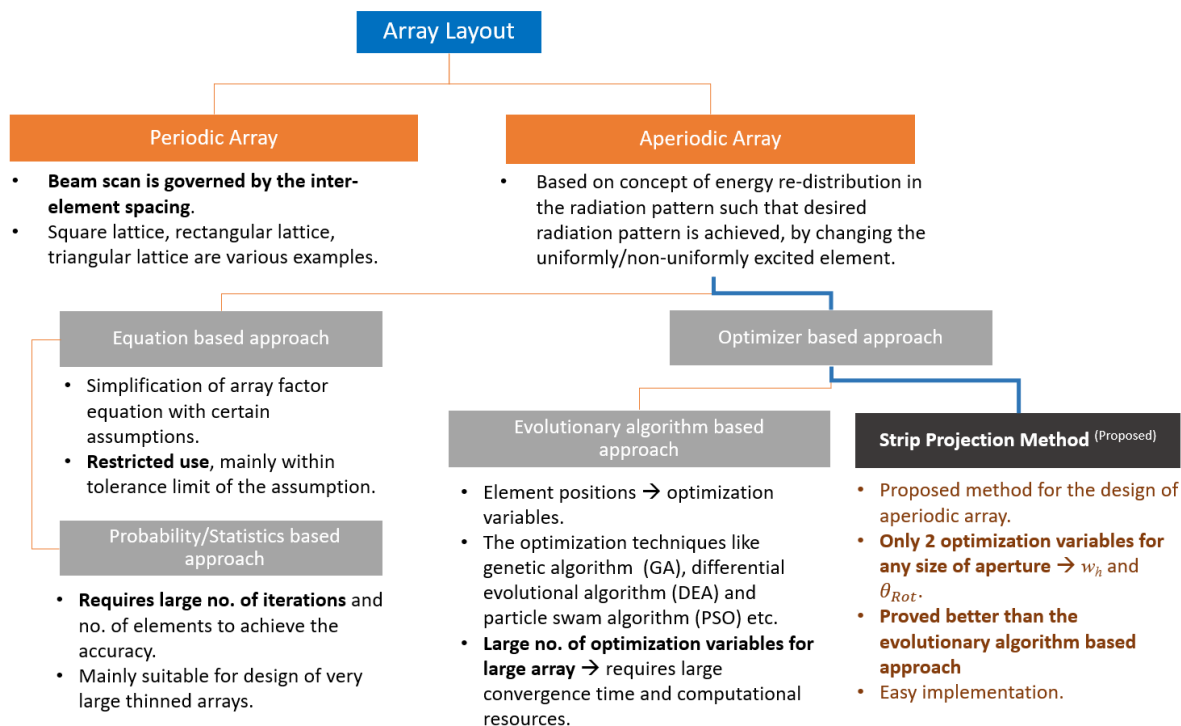 Array Layout
Periodic Array
• Beam scan is governed by the inter-
element spacing.
• Square lattice, rectangular lattice,
triangular lattice are various examples.
Aperiodic Array
• Based on concept of energy re-distribution in
the radiation pattern such that desired
radiation pattern is achieved, by changing the
uniformly/non-uniformly excited element.
Equation based approach
• Simplification of array factor
equation with certain
assumptions.
• Restricted use, mainly within
tolerance limit of the assumption.
Probability/Statistics based
approach
• Requires large no. of iterations and
no. of elements to achieve the
accuracy.
• Mainly suitable for design of very
large thinned arrays.
Optimizer based approach
Evolutionary algorithm based
approach
• Element positions → optimization
variables.
• The optimization techniques like
genetic algorithm (GA), differential
evolutional algorithm (DEA) and
particle swam algorithm (PSO) etc.
• Large no. of optimization variables for
large array → requires large
convergence time and computational
resources.
Strip Projection Method (Proposed)
• Proposed method for the design of
aperiodic array.
• Only 2 optimization variables for
any size of aperture → w_h and
θ_Rot.
• Proved better than the
evolutionary algorithm based
approach
• Easy implementation.